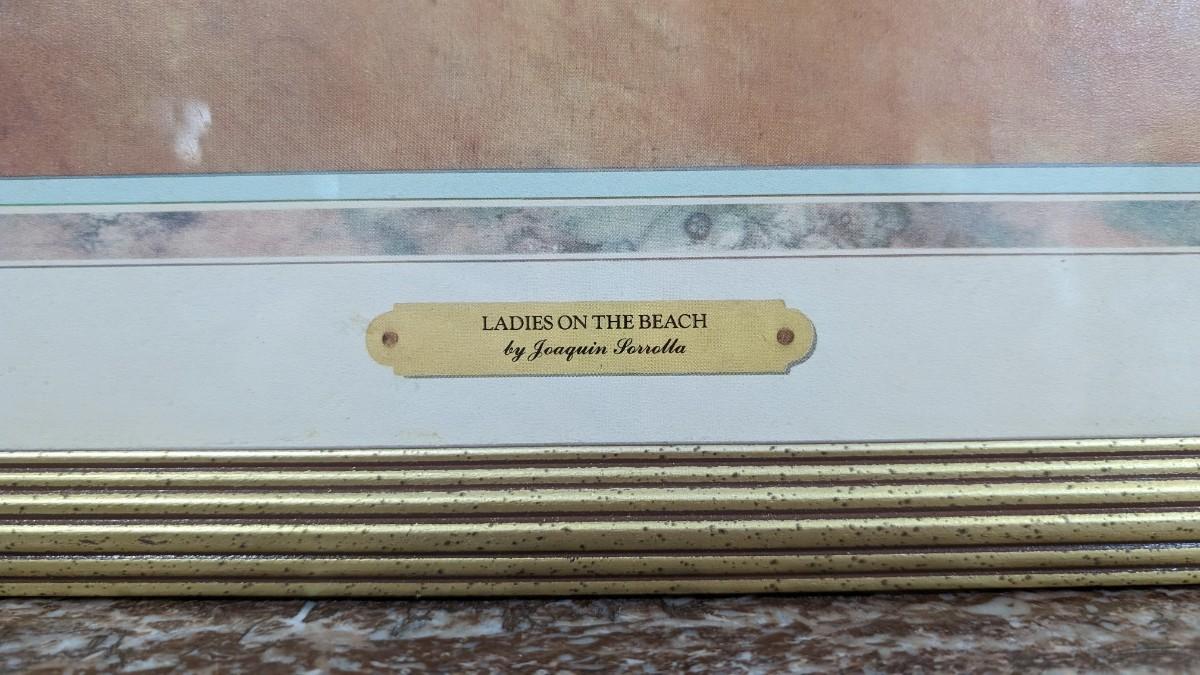 LADIES ON THE BEACH
by Joaquin Sorrolla